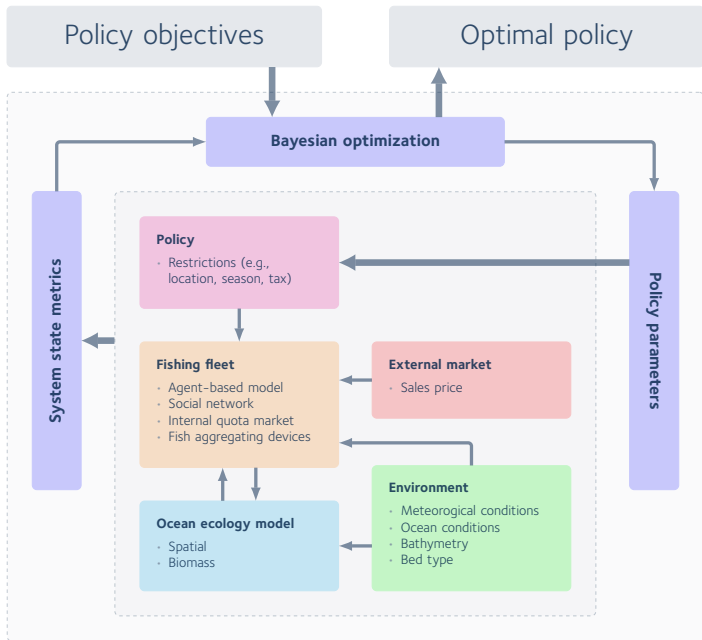 Policy objectives
Optimal policy
Bayesian optimization
System state metrics
Policy parameters
Policy
· Restrictions (e.g.,
location, season, tax)
Fishing fleet
· Agent-based model
· Social network
· Internal quota market
· Fish aggregating devices
External market
· Sales price
Ocean ecology model
· Spatial
· Biomass
Environment
· Meteorogical conditions
· Ocean conditions
· Bathymetry
· Bed type